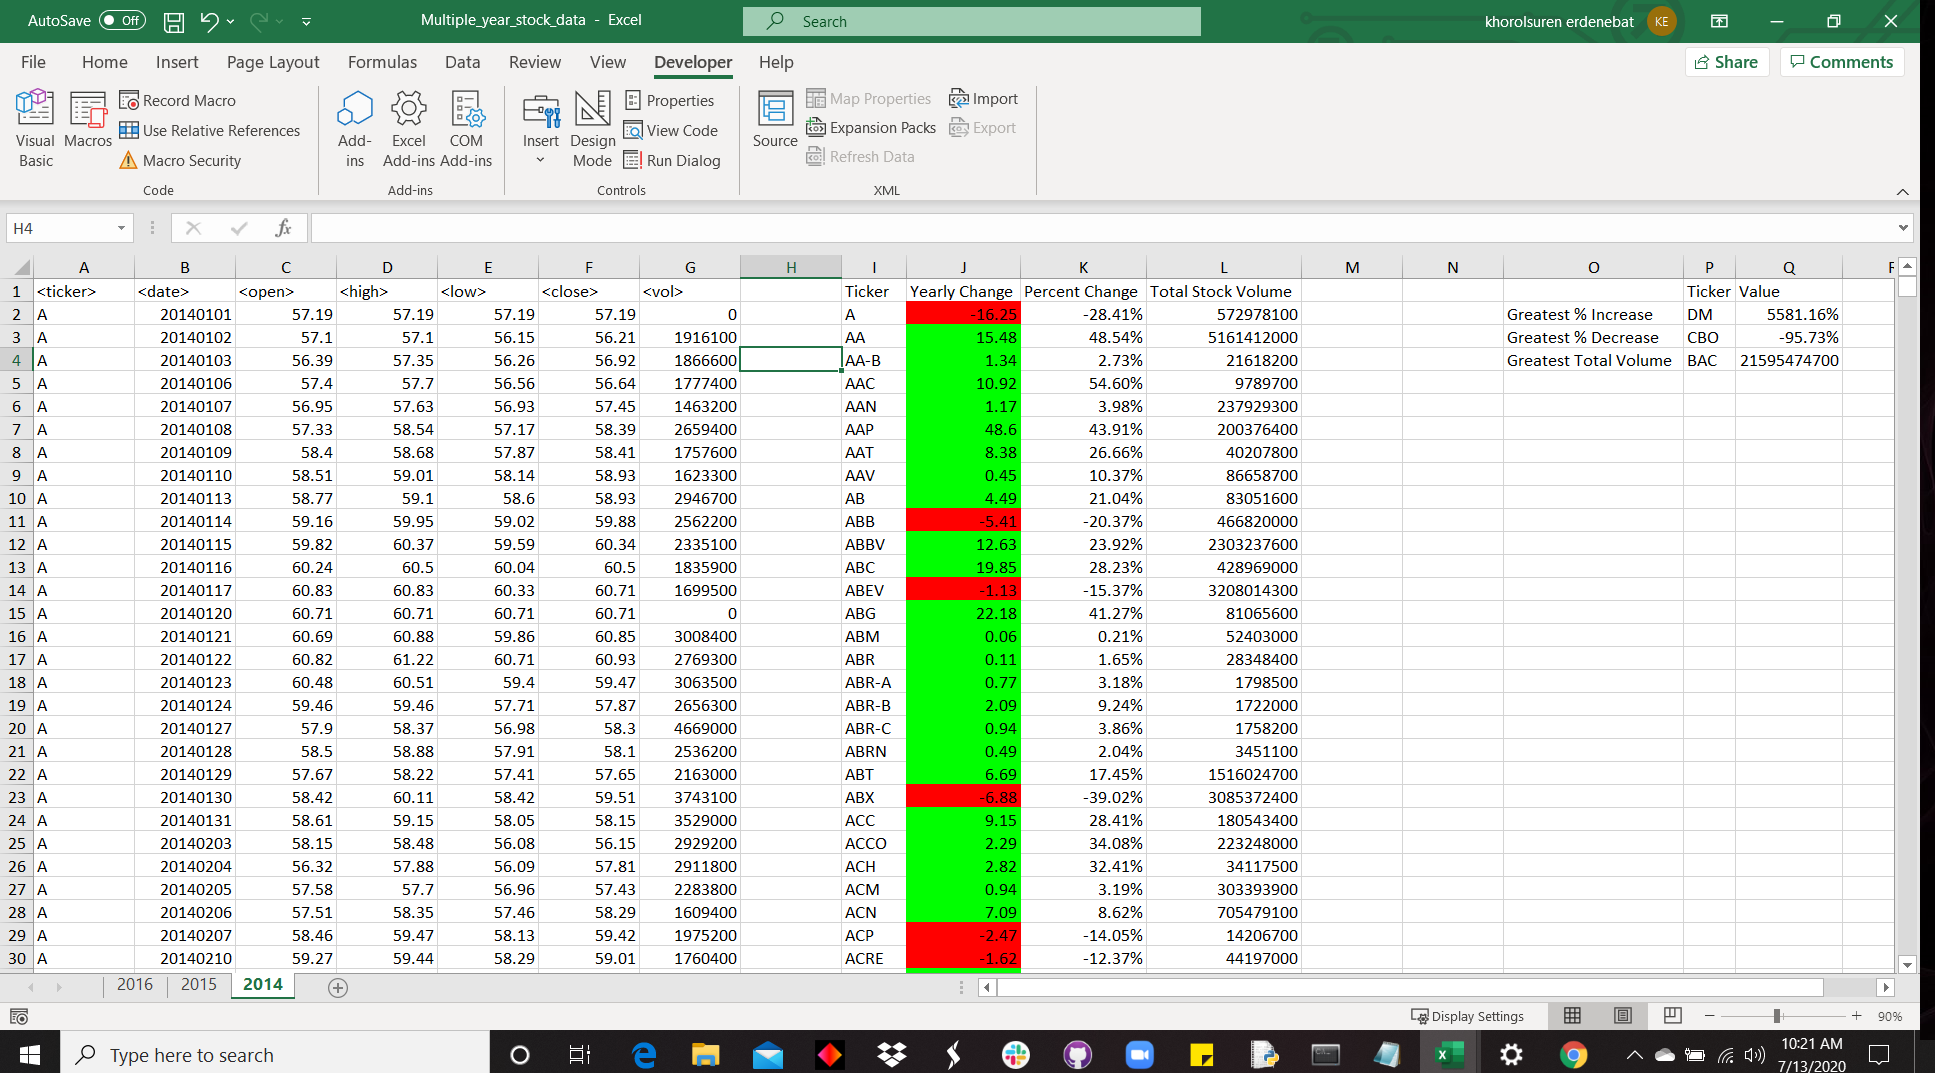 AutoSave Off Multiple_year_stock_data - Excel Search khorolsuren erdenebat KE
File Home Insert Page Layout Formulas Data Review View Developer Help Share Comments
Visual Basic Macros Record Macro Add-ins Excel Add-ins COM Add-ins Insert Design Mode Properties Source Map Properties Import
Use Relative References View Code Expansion Packs Export
Macro Security Run Dialog Refresh Data
Code Add-ins Controls XML
H4 fx
A B C D E F G H I J K L M N O P Q F
1 <ticker> <date> <open> <high> <low> <close> <vol> Ticker Yearly Change Percent Change Total Stock Volume Ticker Value
2 A 20140101 57.19 57.19 57.19 57.19 0 A -16.25 -28.41% 572978100 Greatest % Increase DM 5581.16%
3 A 20140102 57.1 57.1 56.15 56.21 1916100 AA 15.48 48.54% 5161412000 Greatest % Decrease CBO -95.73%
4 A 20140103 56.39 57.35 56.26 56.92 1866600 AA-B 1.34 2.73% 21618200 Greatest Total Volume BAC 21595474700
5 A 20140106 57.4 57.7 56.56 56.64 1777400 AAC 10.92 54.60% 9789700
6 A 20140107 56.95 57.63 56.93 57.45 1463200 AAN 1.17 3.98% 237929300
7 A 20140108 57.33 58.54 57.17 58.39 2659400 AAP 48.6 43.91% 200376400
8 A 20140109 58.4 58.68 57.87 58.41 1757600 AAT 8.38 26.66% 40207800
9 A 20140110 58.51 59.01 58.14 58.93 1623300 AAV 0.45 10.37% 86658700
10 A 20140113 58.77 59.1 58.6 58.93 2946700 AB 4.49 21.04% 83051600
11 A 20140114 59.16 59.95 59.02 59.88 2562200 ABB -5.41 -20.37% 466820000
12 A 20140115 59.82 60.37 59.59 60.34 2335100 ABBV 12.63 23.92% 2303237600
13 A 20140116 60.24 60.5 60.04 60.5 1835900 ABC 19.85 28.23% 428969000
14 A 20140117 60.83 60.83 60.33 60.71 1699500 ABEV -1.13 -15.37% 3208014300
15 A 20140120 60.71 60.71 60.71 60.71 0 ABG 22.18 41.27% 81065600
16 A 20140121 60.69 60.88 59.86 60.85 3008400 ABM 0.06 0.21% 52403000
17 A 20140122 60.82 61.22 60.71 60.93 2769300 ABR 0.11 1.65% 28348400
18 A 20140123 60.48 60.51 59.4 59.47 3063500 ABR-A 0.77 3.18% 1798500
19 A 20140124 59.46 59.46 57.71 57.87 2656300 ABR-B 2.09 9.24% 1722000
20 A 20140127 57.9 58.37 56.98 58.3 4669000 ABR-C 0.94 3.86% 1758200
21 A 20140128 58.5 58.88 57.91 58.1 2536200 ABRN 0.49 2.04% 3451100
22 A 20140129 57.67 58.22 57.41 57.65 2163000 ABT 6.69 17.45% 1516024700
23 A 20140130 58.42 60.11 58.42 59.51 3743100 ABX -6.88 -39.02% 3085372400
24 A 20140131 58.61 59.15 58.05 58.15 3529000 ACC 9.15 28.41% 180543400
25 A 20140203 58.15 58.48 56.08 56.15 2929200 ACCO 2.29 34.08% 223248000
26 A 20140204 56.32 57.88 56.09 57.81 2911800 ACH 2.82 32.41% 34117500
27 A 20140205 57.58 57.7 56.96 57.43 2283800 ACM 0.94 3.19% 303393900
28 A 20140206 57.51 58.35 57.46 58.29 1609400 ACN 7.09 8.62% 705479100
29 A 20140207 58.46 59.47 58.13 59.42 1975200 ACP -2.47 -14.05% 14206700
30 A 20140210 59.27 59.44 58.29 59.01 1760400 ACRE -1.62 -12.37% 44197000
2016 2015 2014
Display Settings 90%
Type here to search 10:21 AM
7/13/2020